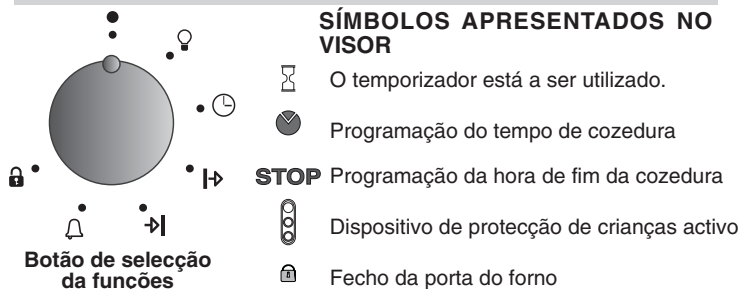 SÍMBOLOS APRESENTADOS NO
VISOR
O temporizador está a ser utilizado.
Programação do tempo de cozedura
STOP Programação da hora de fim da cozedura
Dispositivo de protecção de crianças activo
Fecho da porta do forno
Botão de selecção
da funções